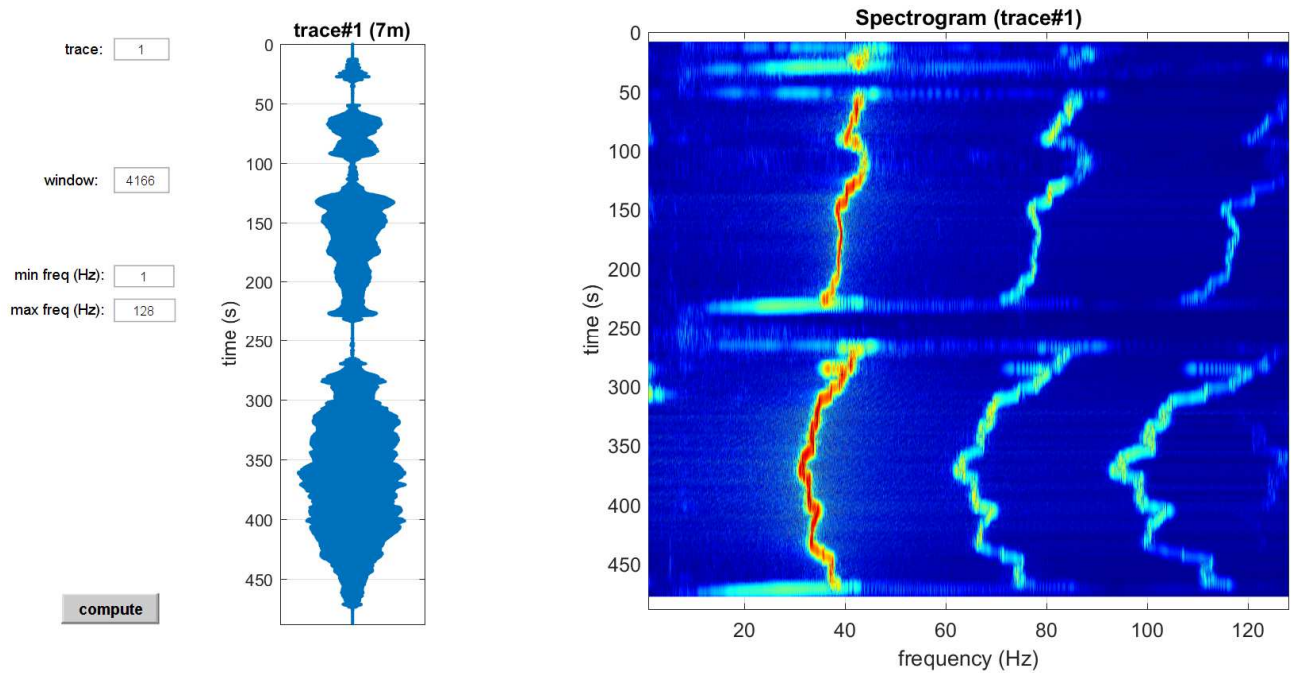 trace: 1
window: 4166
min freq (Hz): 1
max freq (Hz): 128
compute
trace#1 (7m)
0
50
100
150
200
250
300
350
400
450
time (s)
Spectrogram (trace#1)
0
50
100
150
200
250
300
350
400
450
time (s)
20 40 60 80 100 120
frequency (Hz)